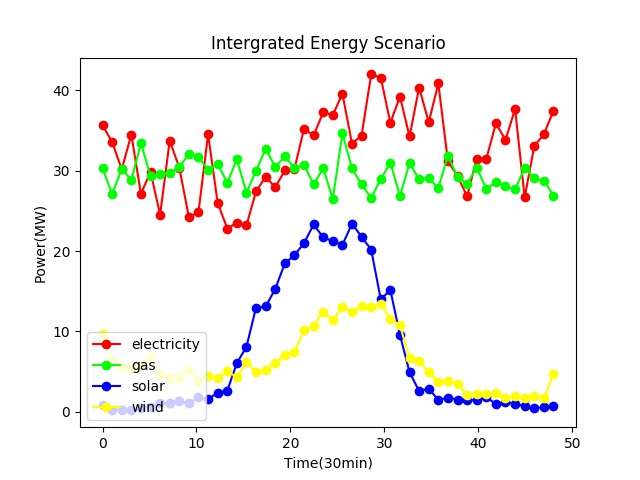 Intergrated Energy Scenario
Power(MW)
40
30
20
10
0
electricity
gas
solar
wind
0 10 20 30 40 50
Time(30min)